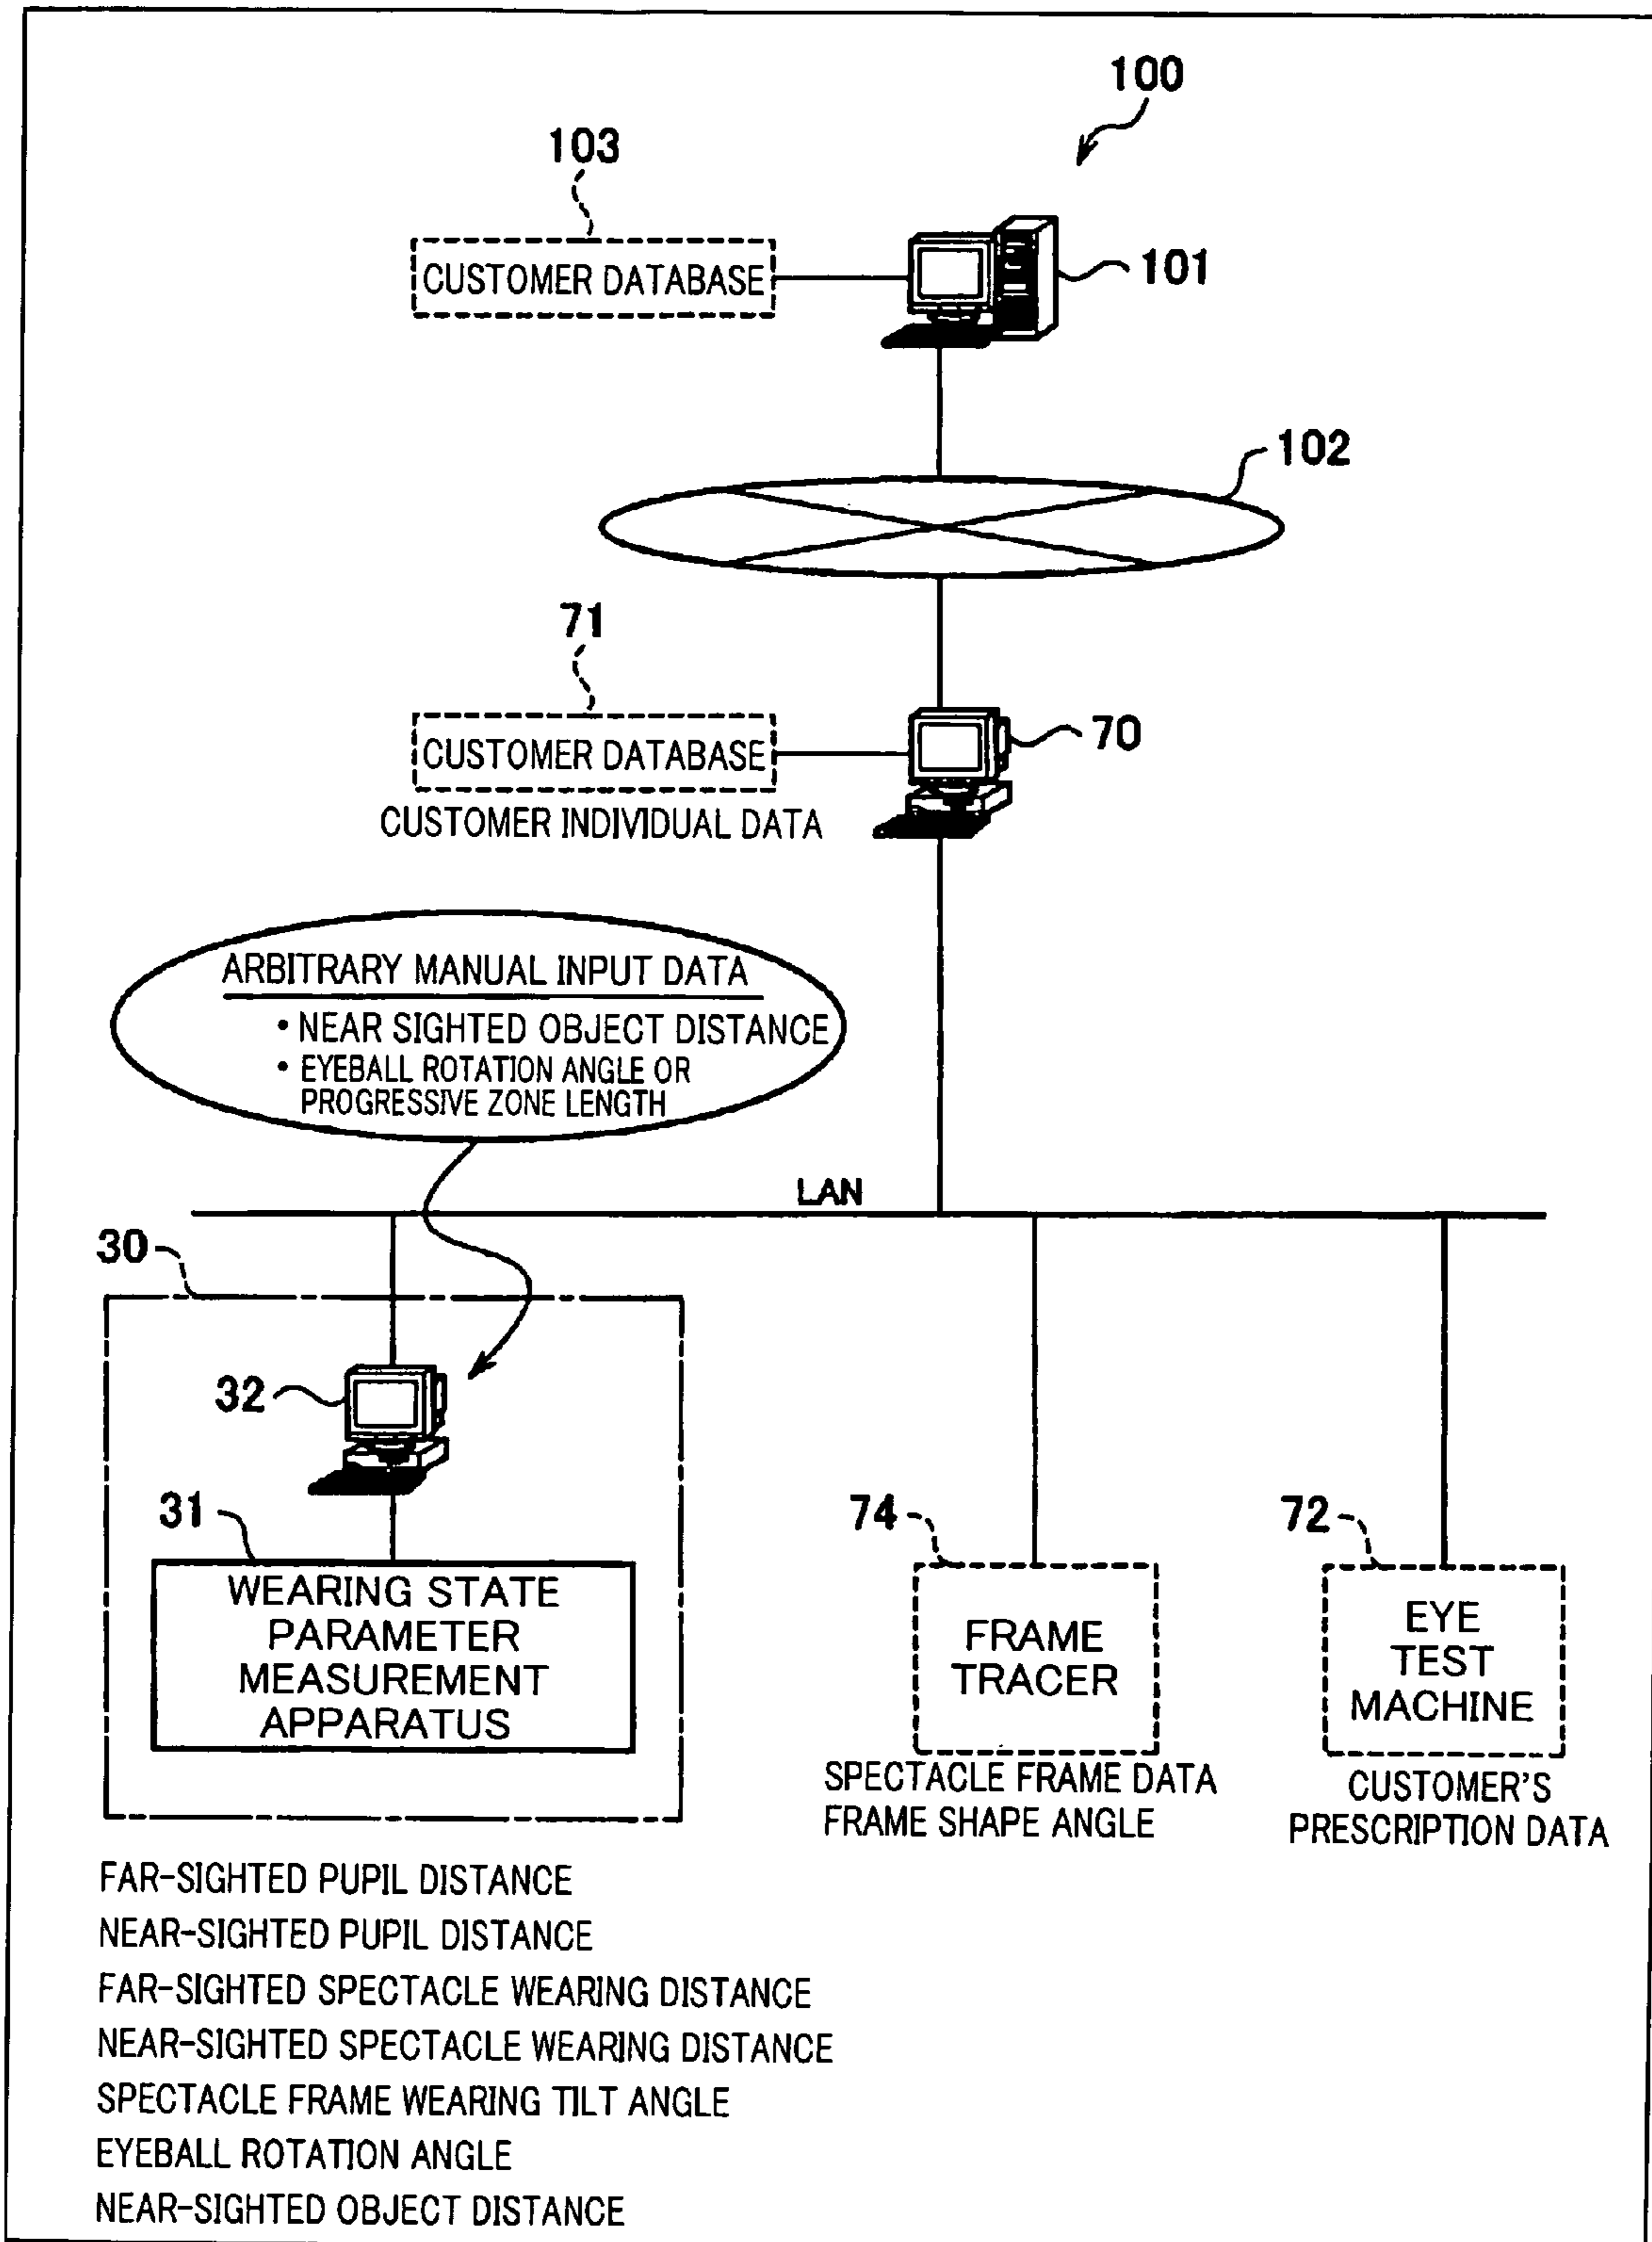 100
103
CUSTOMER DATABASE
101
102
71
CUSTOMER DATABASE
70
CUSTOMER INDIVIDUAL DATA
ARBITRARY MANUAL INPUT DATA
• NEAR SIGHTED OBJECT DISTANCE
• EYEBALL ROTATION ANGLE OR
PROGRESSIVE ZONE LENGTH
LAN
30
32
31
WEARING STATE
PARAMETER
MEASUREMENT
APPARATUS
74
FRAME
TRACER
SPECTACLE FRAME DATA
FRAME SHAPE ANGLE
72
EYE
TEST
MACHINE
CUSTOMER'S
PRESCRIPTION DATA
FAR-SIGHTED PUPIL DISTANCE
NEAR-SIGHTED PUPIL DISTANCE
FAR-SIGHTED SPECTACLE WEARING DISTANCE
NEAR-SIGHTED SPECTACLE WEARING DISTANCE
SPECTACLE FRAME WEARING TILT ANGLE
EYEBALL ROTATION ANGLE
NEAR-SIGHTED OBJECT DISTANCE